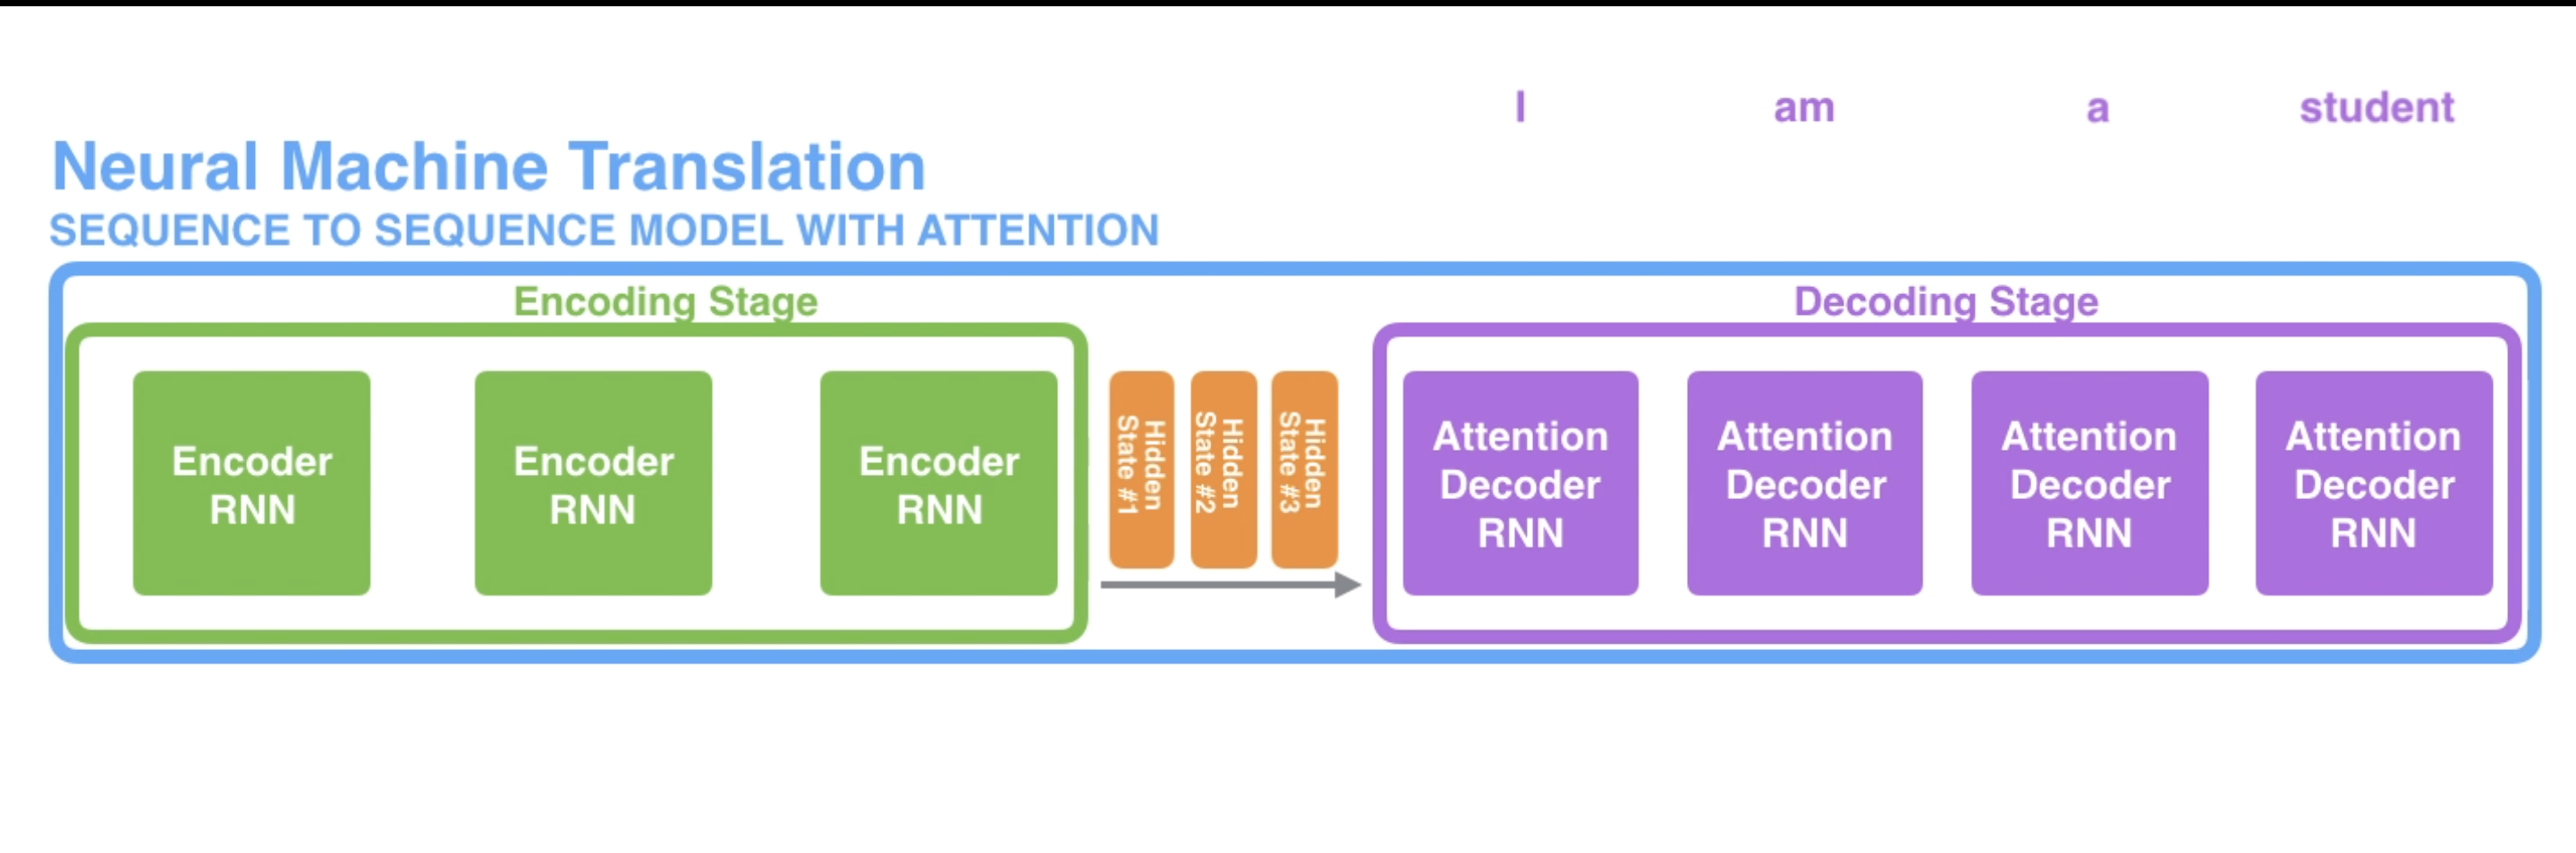 I am a student
Neural Machine Translation
SEQUENCE TO SEQUENCE MODEL WITH ATTENTION
Encoding Stage
Encoder
RNN
Encoder
RNN
Encoder
RNN
Hidden
State #1
Hidden
State #2
Hidden
State #3
Decoding Stage
Attention
Decoder
RNN
Attention
Decoder
RNN
Attention
Decoder
RNN
Attention
Decoder
RNN